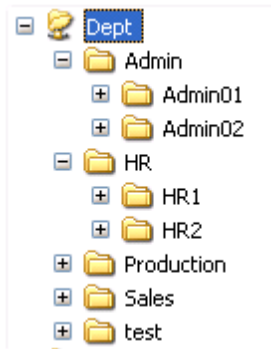 Dept
Admin
Admin01
Admin02
HR
HR1
HR2
Production
Sales
test